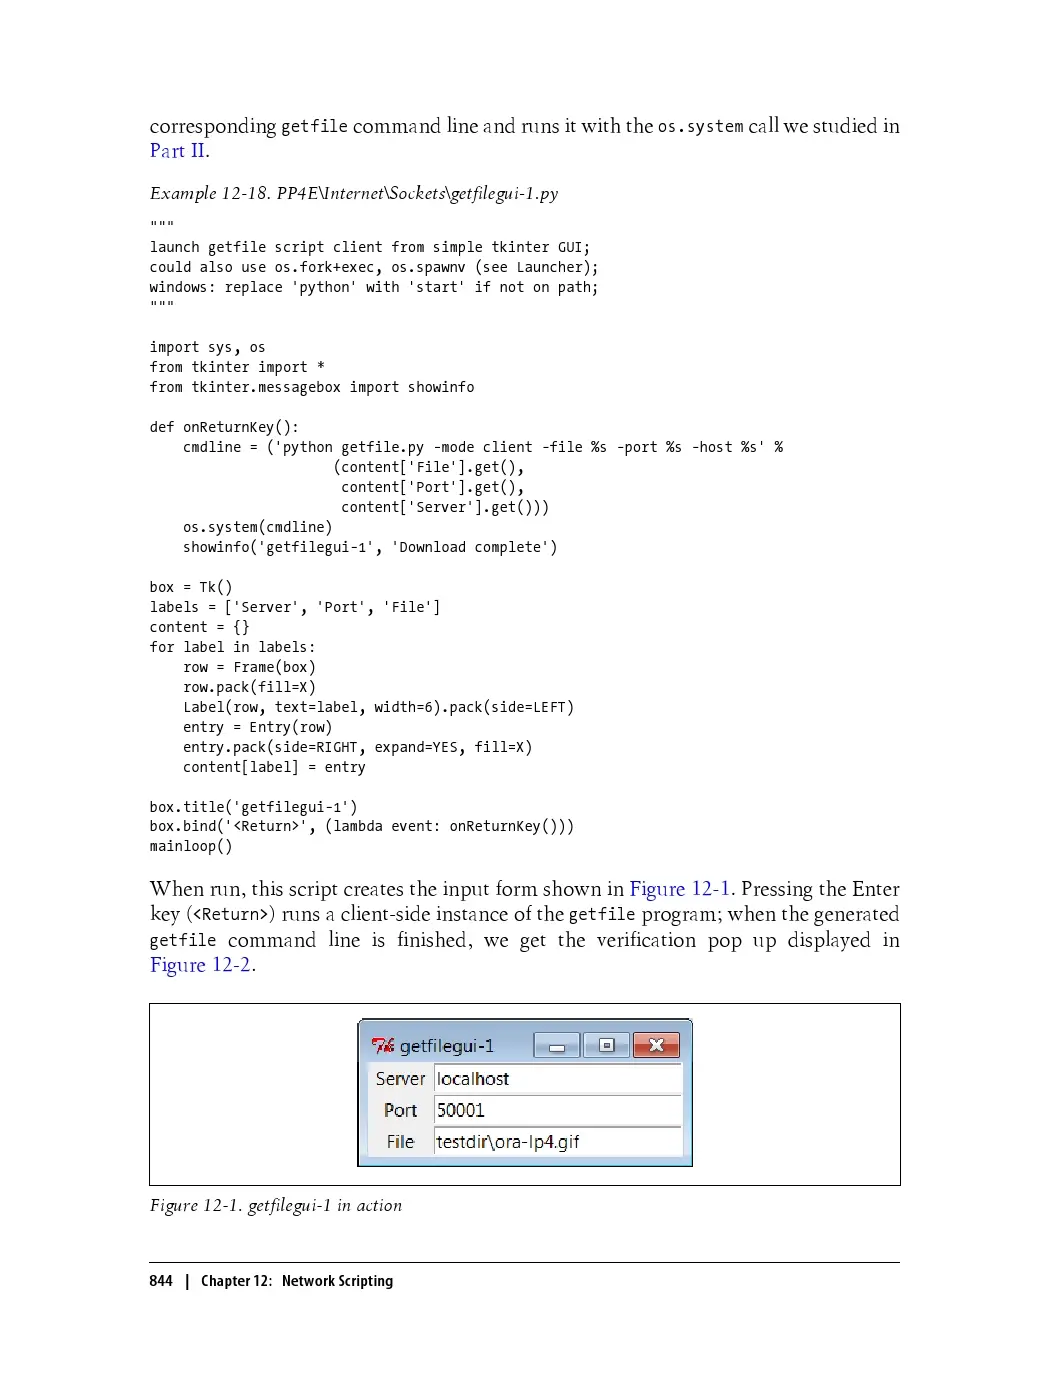 corresponding getfile command line and runs it with the os.system call we studied in
Part II.
Example 12-18. PP4E\Internet\Sockets\getfilegui-1.py
"""
launch getfile script client from simple tkinter GUI;
could also use os.fork+exec, os.spawnv (see Launcher);
windows: replace 'python' with 'start' if not on path;
"""
import sys, os
from tkinter import *
from tkinter.messagebox import showinfo
def onReturnKey():
    cmdline = ('python getfile.py -mode client -file %s -port %s -host %s' %
                      (content['File'].get(),
                       content['Port'].get(),
                       content['Server'].get()))
    os.system(cmdline)
    showinfo('getfilegui-1', 'Download complete')
box = Tk()
labels = ['Server', 'Port', 'File']
content = {}
for label in labels:
    row = Frame(box)
    row.pack(fill=X)
    Label(row, text=label, width=6).pack(side=LEFT)
    entry = Entry(row)
    entry.pack(side=RIGHT, expand=YES, fill=X)
    content[label] = entry
box.title('getfilegui-1')
box.bind('<Return>', (lambda event: onReturnKey()))
mainloop()
When run, this script creates the input form shown in Figure 12-1. Pressing the Enter
key (<Return>) runs a client-side instance of the getfile program; when the generated
getfile command line is finished, we get the verification pop up displayed in
Figure 12-2.
getfilegui-1
Server localhost
Port 50001
File testdir\ora-lp4.gif
Figure 12-1. getfilegui-1 in action
844 | Chapter 12: Network Scripting